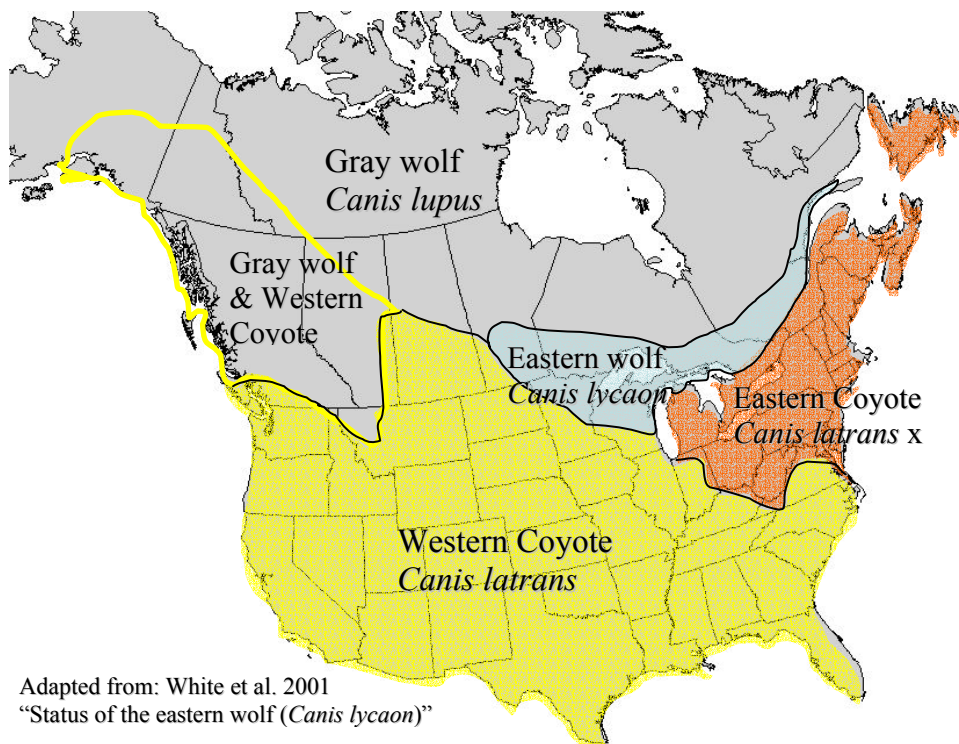 Gray wolf
Canis lupus
Gray wolf
& Western
Coyote
Eastern wolf
Canis lycaon
Eastern Coyote
Canis latrans x
Western Coyote
Canis latrans
Adapted from: White et al. 2001
“Status of the eastern wolf (Canis lycaon)”